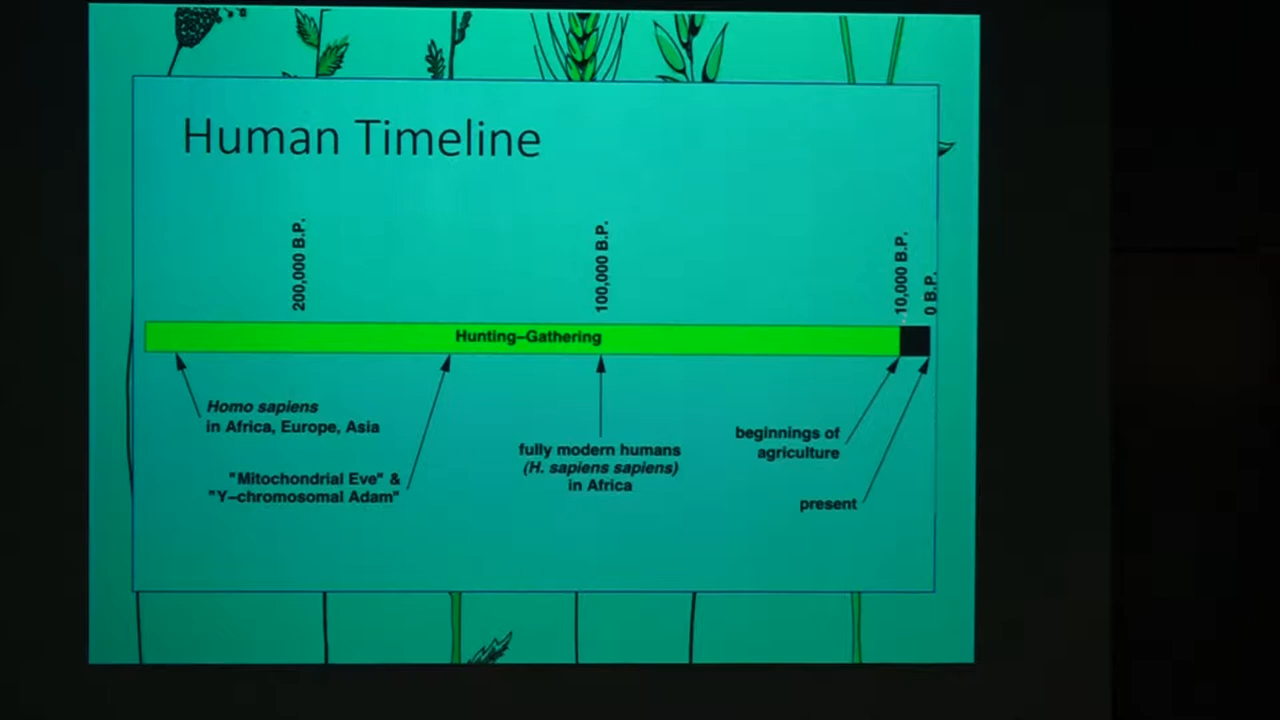 Human Timeline
200,000 B.P.
100,000 B.P.
10,000 B.P.
0 B.P.
Hunting–Gathering
Homo sapiens
in Africa, Europe, Asia
"Mitochondrial Eve" &
"Y–chromosomal Adam"
fully modern humans
(H. sapiens sapiens)
in Africa
beginnings of
agriculture
present